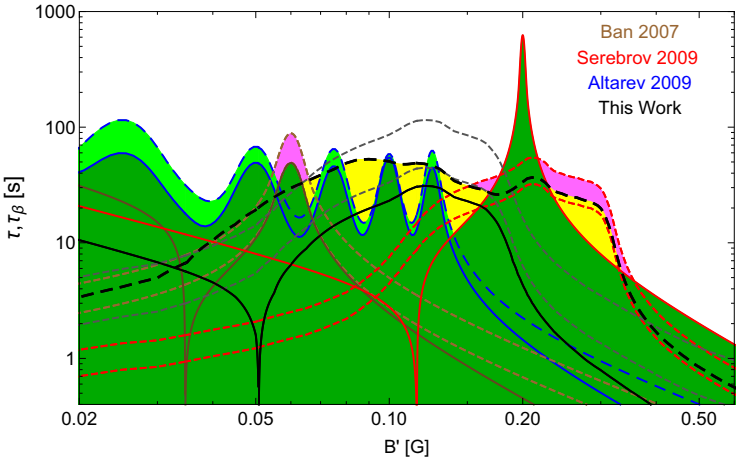 1000
100
10
1
τ, τβ [s]
Ban 2007
Serebrov 2009
Altarev 2009
This Work
0.02
0.05
0.10
0.20
0.50
B' [G]